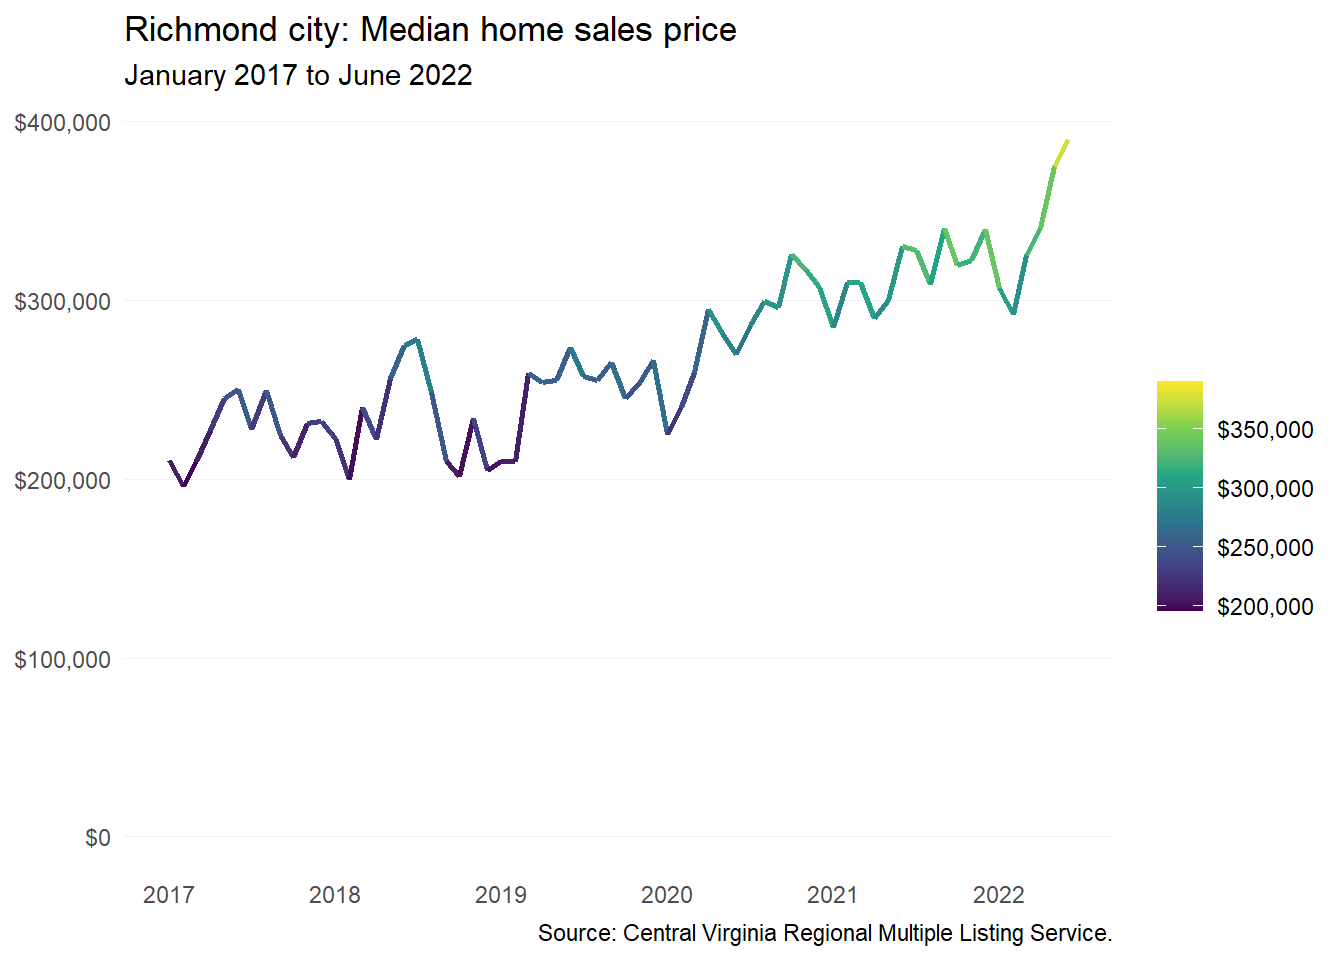 Richmond city: Median home sales price
January 2017 to June 2022
$400,000
$300,000
$200,000
$100,000
$0
2017 2018 2019 2020 2021 2022
$350,000
$300,000
$250,000
$200,000
Source: Central Virginia Regional Multiple Listing Service.